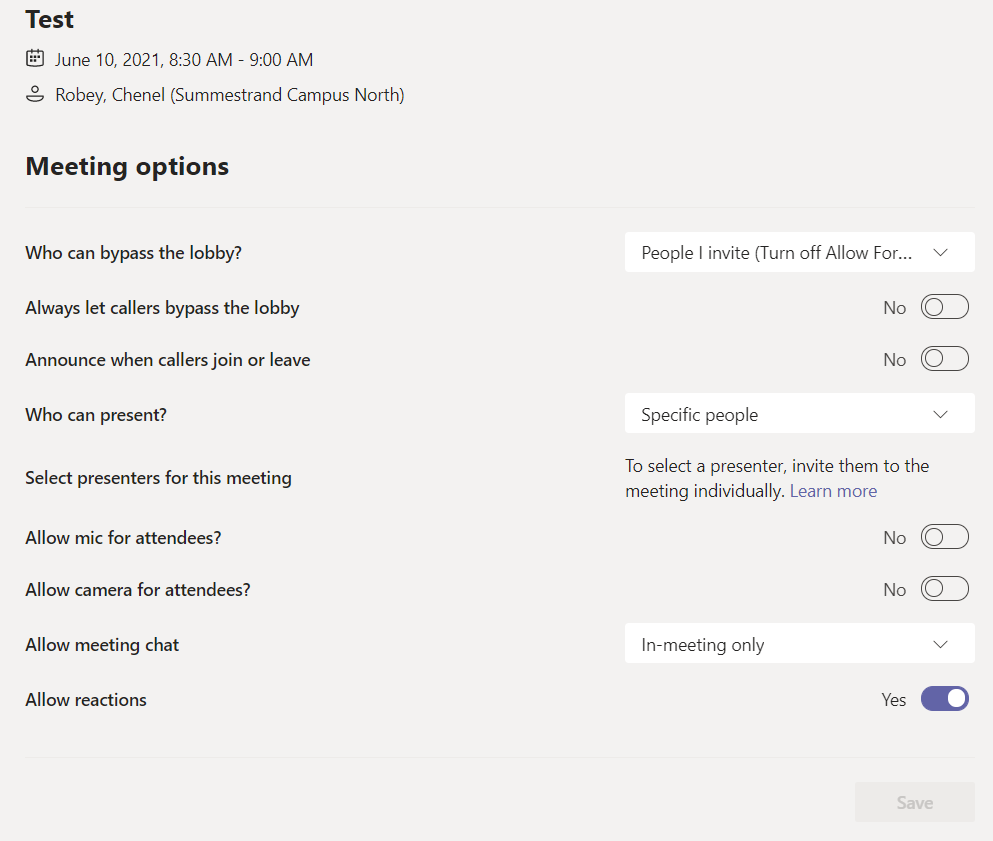 Test
June 10, 2021, 8:30 AM - 9:00 AM
Robey, Chenel (Summestrand Campus North)
Meeting options
Who can bypass the lobby?
People I invite (Turn off Allow For...
Always let callers bypass the lobby
No
Announce when callers join or leave
No
Who can present?
Specific people
Select presenters for this meeting
To select a presenter, invite them to the
meeting individually. Learn more
Allow mic for attendees?
No
Allow camera for attendees?
No
Allow meeting chat
In-meeting only
Allow reactions
Yes
Save